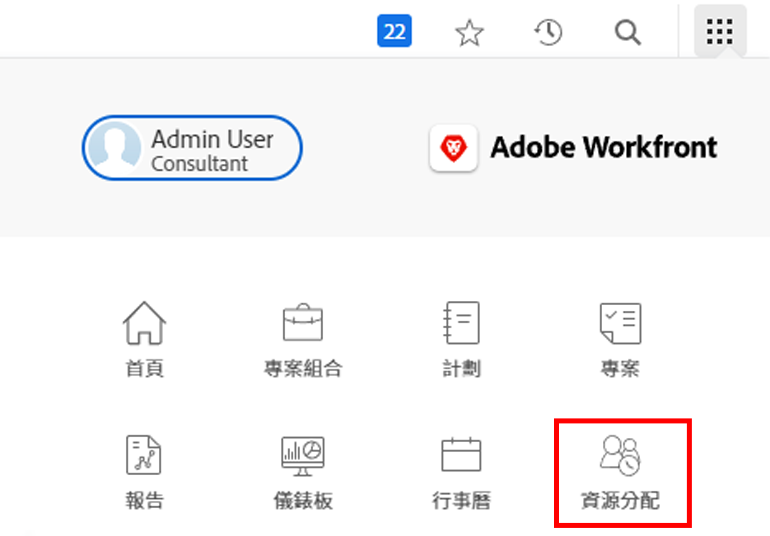 22
Admin User
Consultant
Adobe Workfront
首頁 專案組合 計劃 專案
報告 儀錶板 行事曆 資源分配